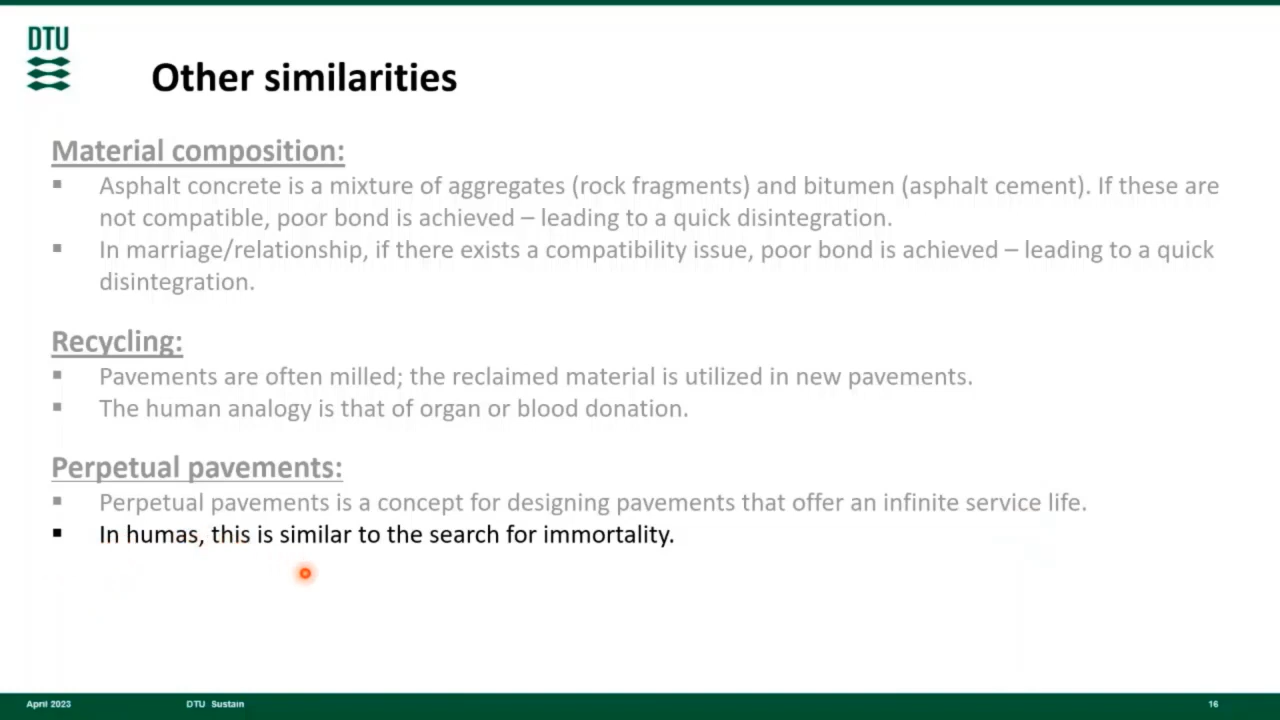 DTU
Other similarities
Material composition:
▪ Asphalt concrete is a mixture of aggregates (rock fragments) and bitumen (asphalt cement). If these are
not compatible, poor bond is achieved – leading to a quick disintegration.
▪ In marriage/relationship, if there exists a compatibility issue, poor bond is achieved – leading to a quick
disintegration.
Recycling:
▪ Pavements are often milled; the reclaimed material is utilized in new pavements.
▪ The human analogy is that of organ or blood donation.
Perpetual pavements:
▪ Perpetual pavements is a concept for designing pavements that offer an infinite service life.
▪ In humas, this is similar to the search for immortality.
April 2023 DTU Sustain 16